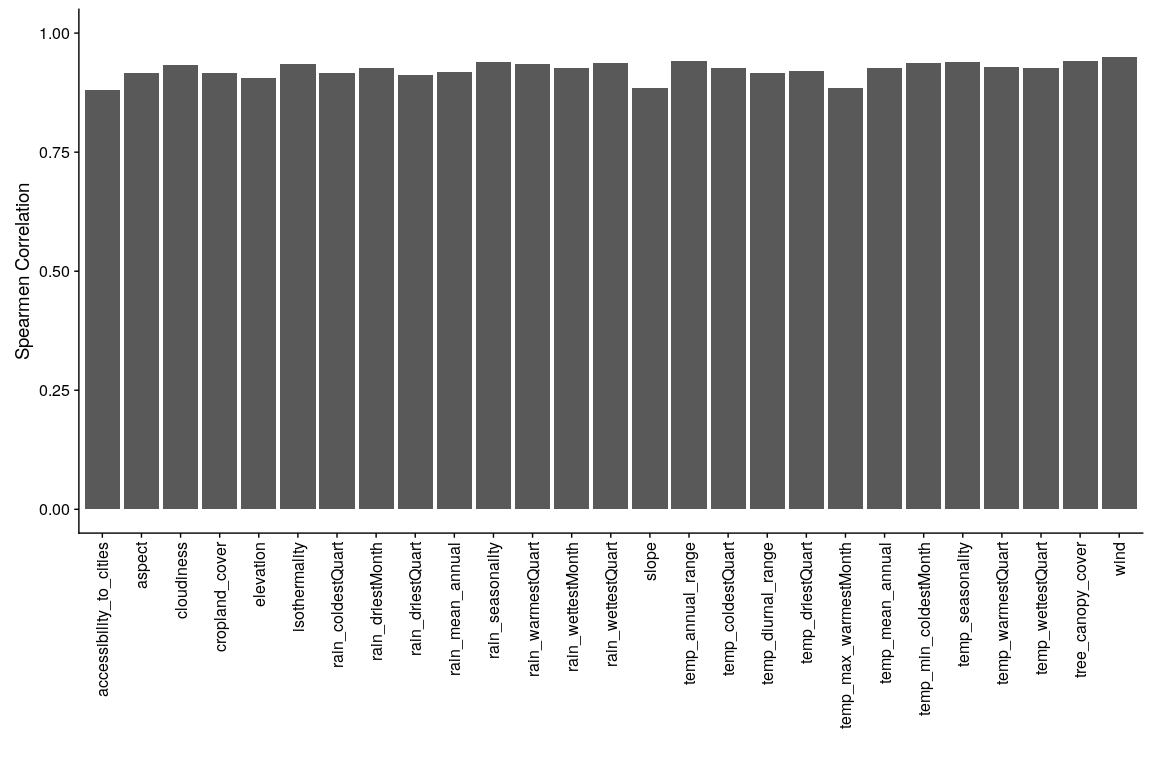 1.00
0.75
0.50
0.25
0.00
Spearmen Correlation
accessibility_to_cities
aspect
cloudiness
cropland_cover
elevation
isothermality
rain_coldestQuart
rain_driestMonth
rain_driestQuart
rain_mean_annual
rain_seasonality
rain_warmestQuart
rain_wettestMonth
rain_wettestQuart
slope
temp_annual_range
temp_coldestQuart
temp_diurnal_range
temp_driestQuart
temp_max_warmestMonth
temp_mean_annual
temp_min_coldestMonth
temp_seasonality
temp_warmestQuart
temp_wettestQuart
tree_canopy_cover
wind